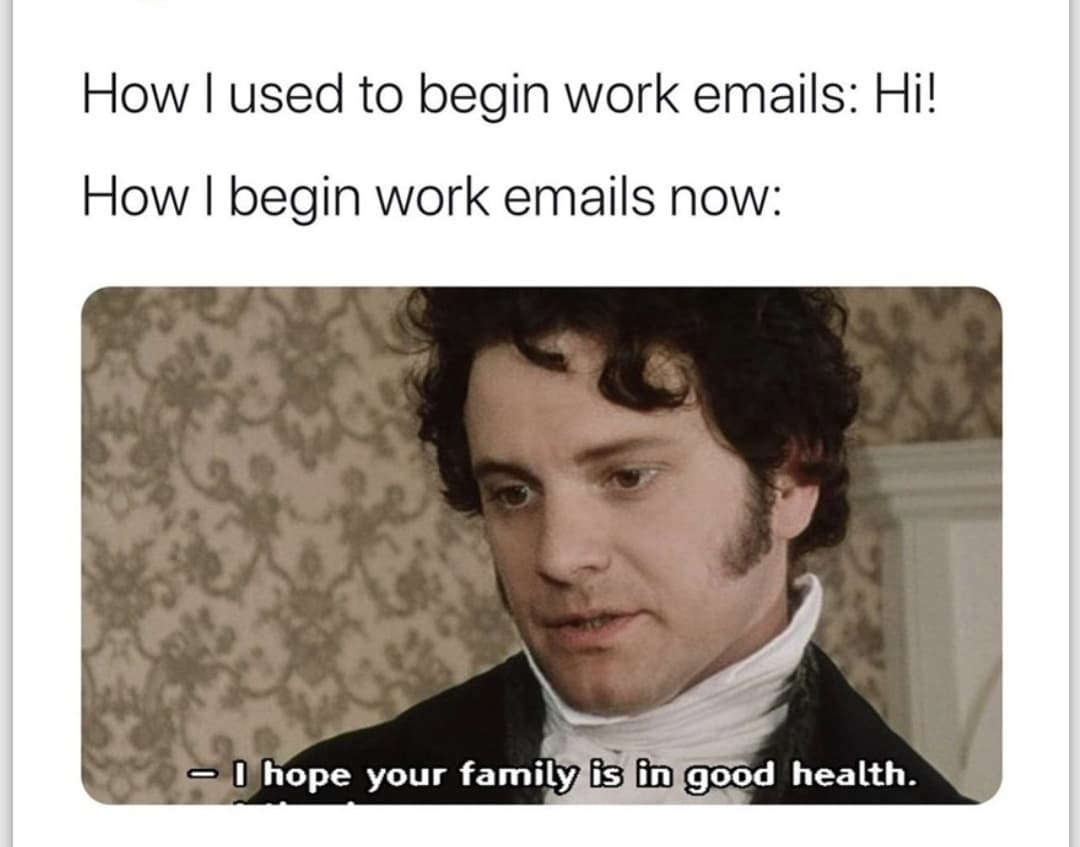 How I used to begin work emails: Hi!
How I begin work emails now:
– I hope your family is in good health.